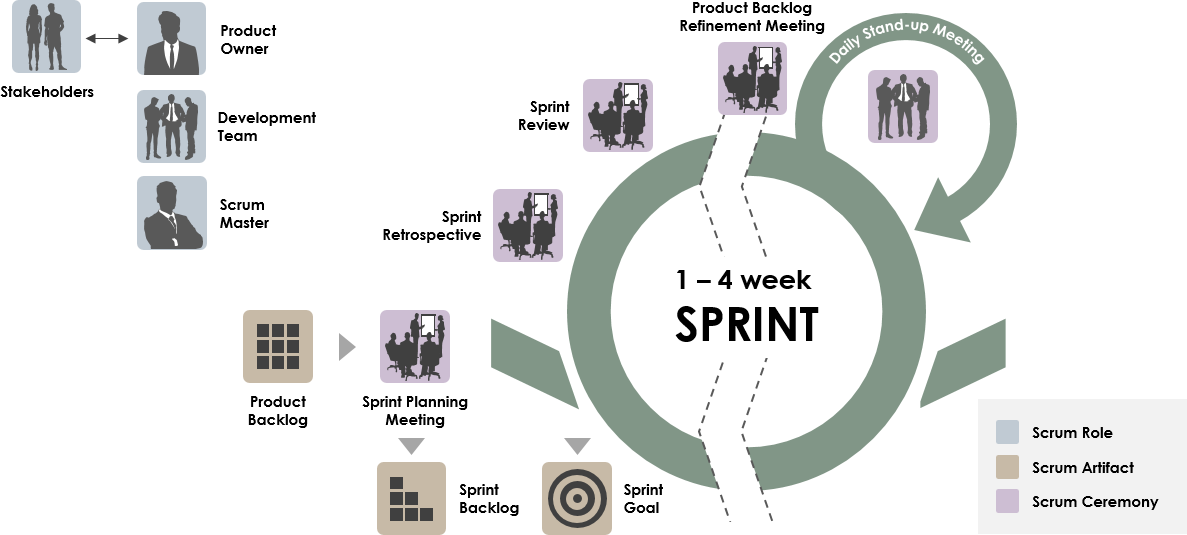 Stakeholders
Product
Owner
Development
Team
Scrum
Master
Product Backlog
Refinement Meeting
Daily Stand-up Meeting
Sprint
Review
Sprint
Retrospective
1 – 4 week
SPRINT
Product
Backlog
Sprint Planning
Meeting
Sprint
Backlog
Sprint
Goal
Scrum Role
Scrum Artifact
Scrum Ceremony